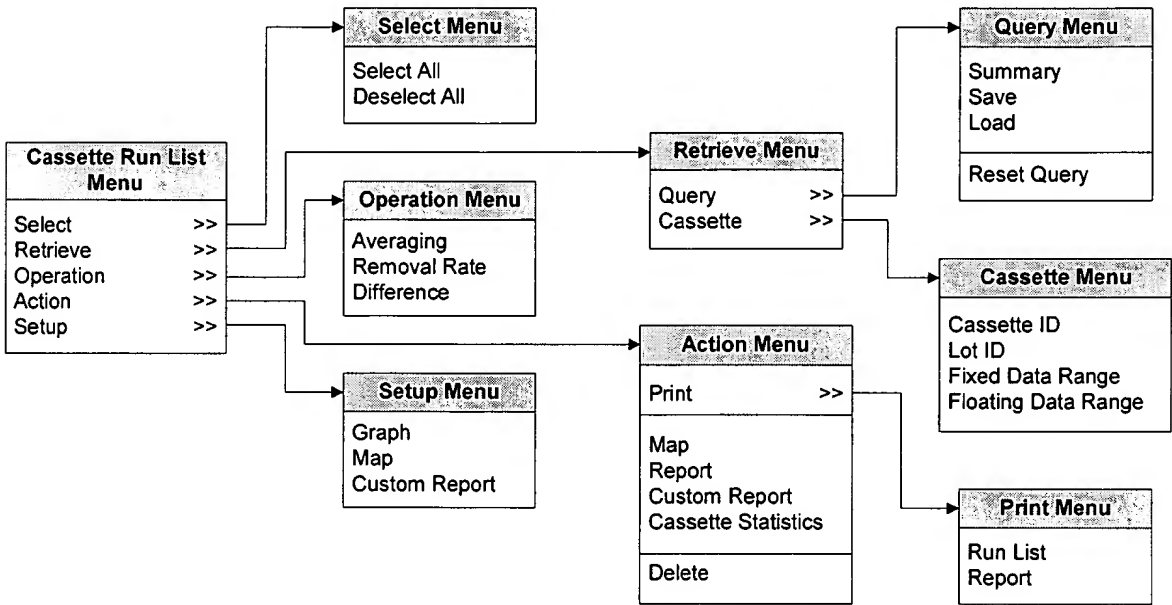 Cassette Run List
Menu
Select >>
Retrieve >>
Operation >>
Action >>
Setup >>
Select Menu
Select All
Deselect All
Operation Menu
Averaging
Removal Rate
Difference
Setup Menu
Graph
Map
Custom Report
Retrieve Menu
Query >>
Cassette >>
Action Menu
Print >>
Map
Report
Custom Report
Cassette Statistics
Delete
Query Menu
Summary
Save
Load
Reset Query
Cassette Menu
Cassette ID
Lot ID
Fixed Data Range
Floating Data Range
Print Menu
Run List
Report